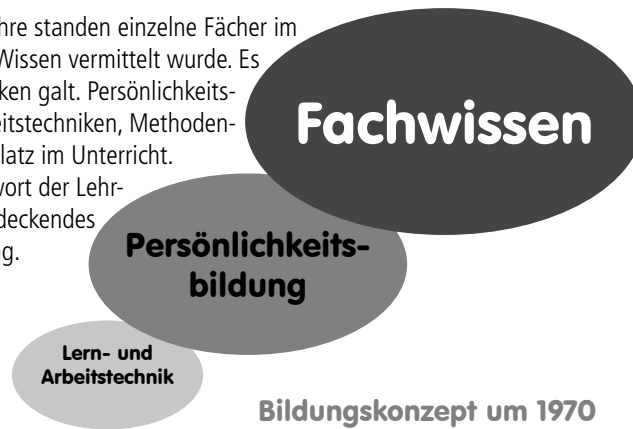 hre standen einzelne Fächer im
Wissen vermittelt wurde. Es
ken galt. Persönlichkeits-
eitstechniken, Methoden-
latz im Unterricht.
wort der Lehr-
deckendes
g.
Fachwissen
Persönlichkeits-
bildung
Lern- und
Arbeitstechnik
Bildungskonzept um 1970